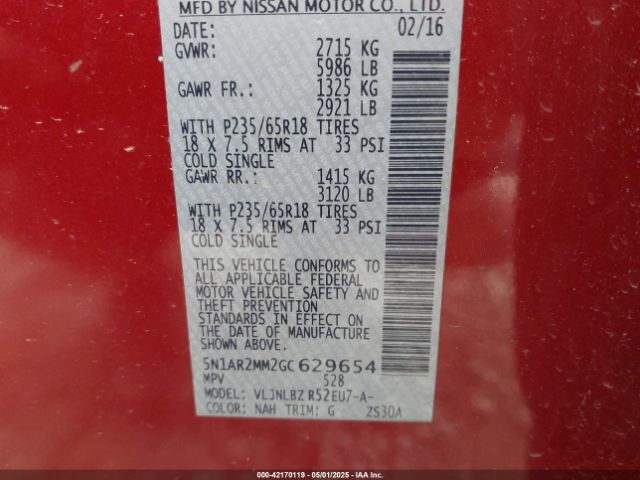 MFD BY NISSAN MOTOR CO., LTD.
DATE: 02/16
GVWR: 2715 KG
5986 LB
GAWR FR.: 1325 KG
2921 LB
WITH P235/65R18 TIRES
18 X 7.5 RIMS AT 33 PSI
COLD SINGLE
GAWR RR.: 1415 KG
3120 LB
WITH P235/65R18 TIRES
18 X 7.5 RIMS AT 33 PSI
COLD SINGLE
THIS VEHICLE CONFORMS TO
ALL APPLICABLE FEDERAL
MOTOR VEHICLE SAFETY AND
THEFT PREVENTION
STANDARDS IN EFFECT ON
THE DATE OF MANUFACTURE
SHOWN ABOVE.
5N1AR2MM2GC629654
MPV 528
MODEL: VLJNLBZ R52EU7-A-
COLOR: NAH TRIM: G ZS30A
000-42170119 - 05/01/2025 - IAAI.COM